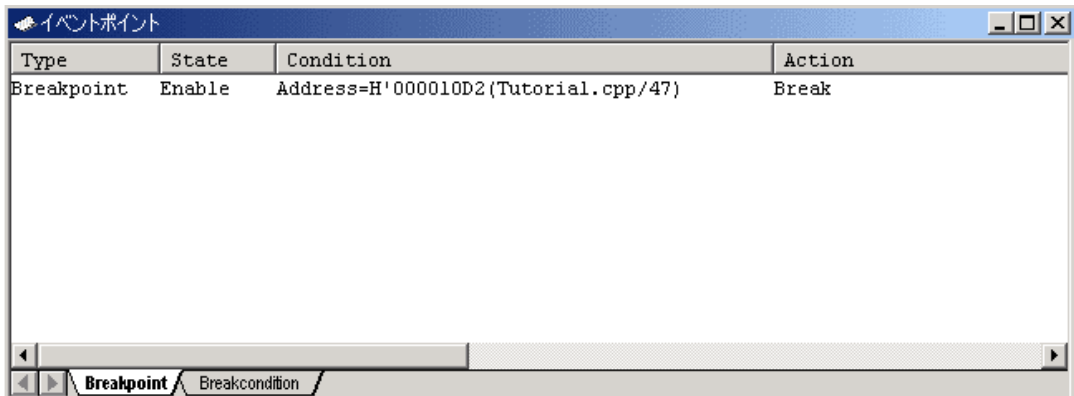 イベントポイント
Type State Condition Action
Breakpoint Enable Address=H'000010D2(Tutorial.cpp/47) Break
Breakpoint Breakcondition